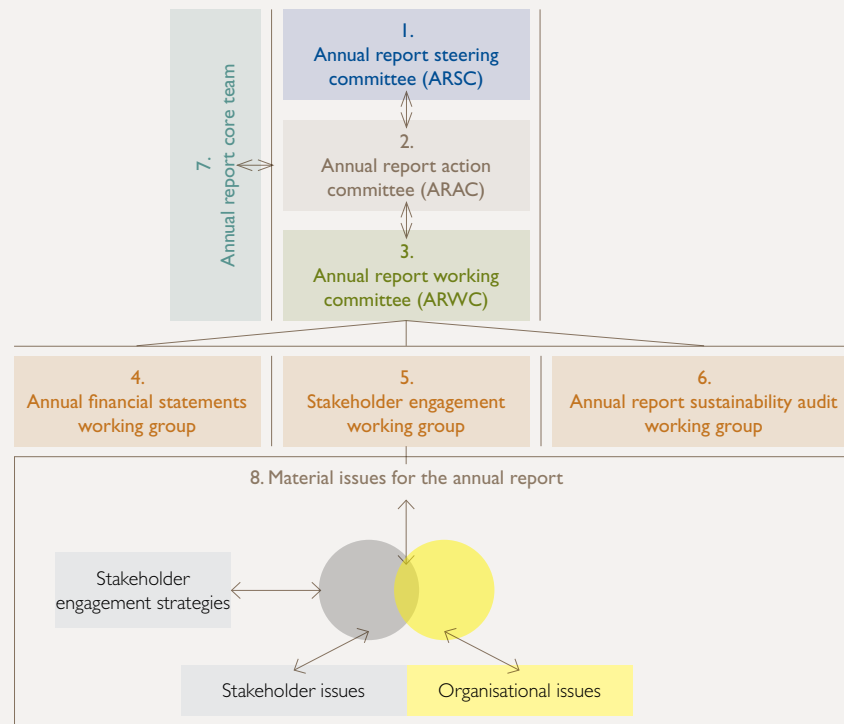 1.
Annual report steering
committee (ARSC)
7.
Annual report core team
2.
Annual report action
committee (ARAC)
3.
Annual report working
committee (ARWC)
4.
Annual financial statements
working group
5.
Stakeholder engagement
working group
6.
Annual report sustainability audit
working group
8. Material issues for the annual report
Stakeholder
engagement strategies
Stakeholder issues
Organisational issues